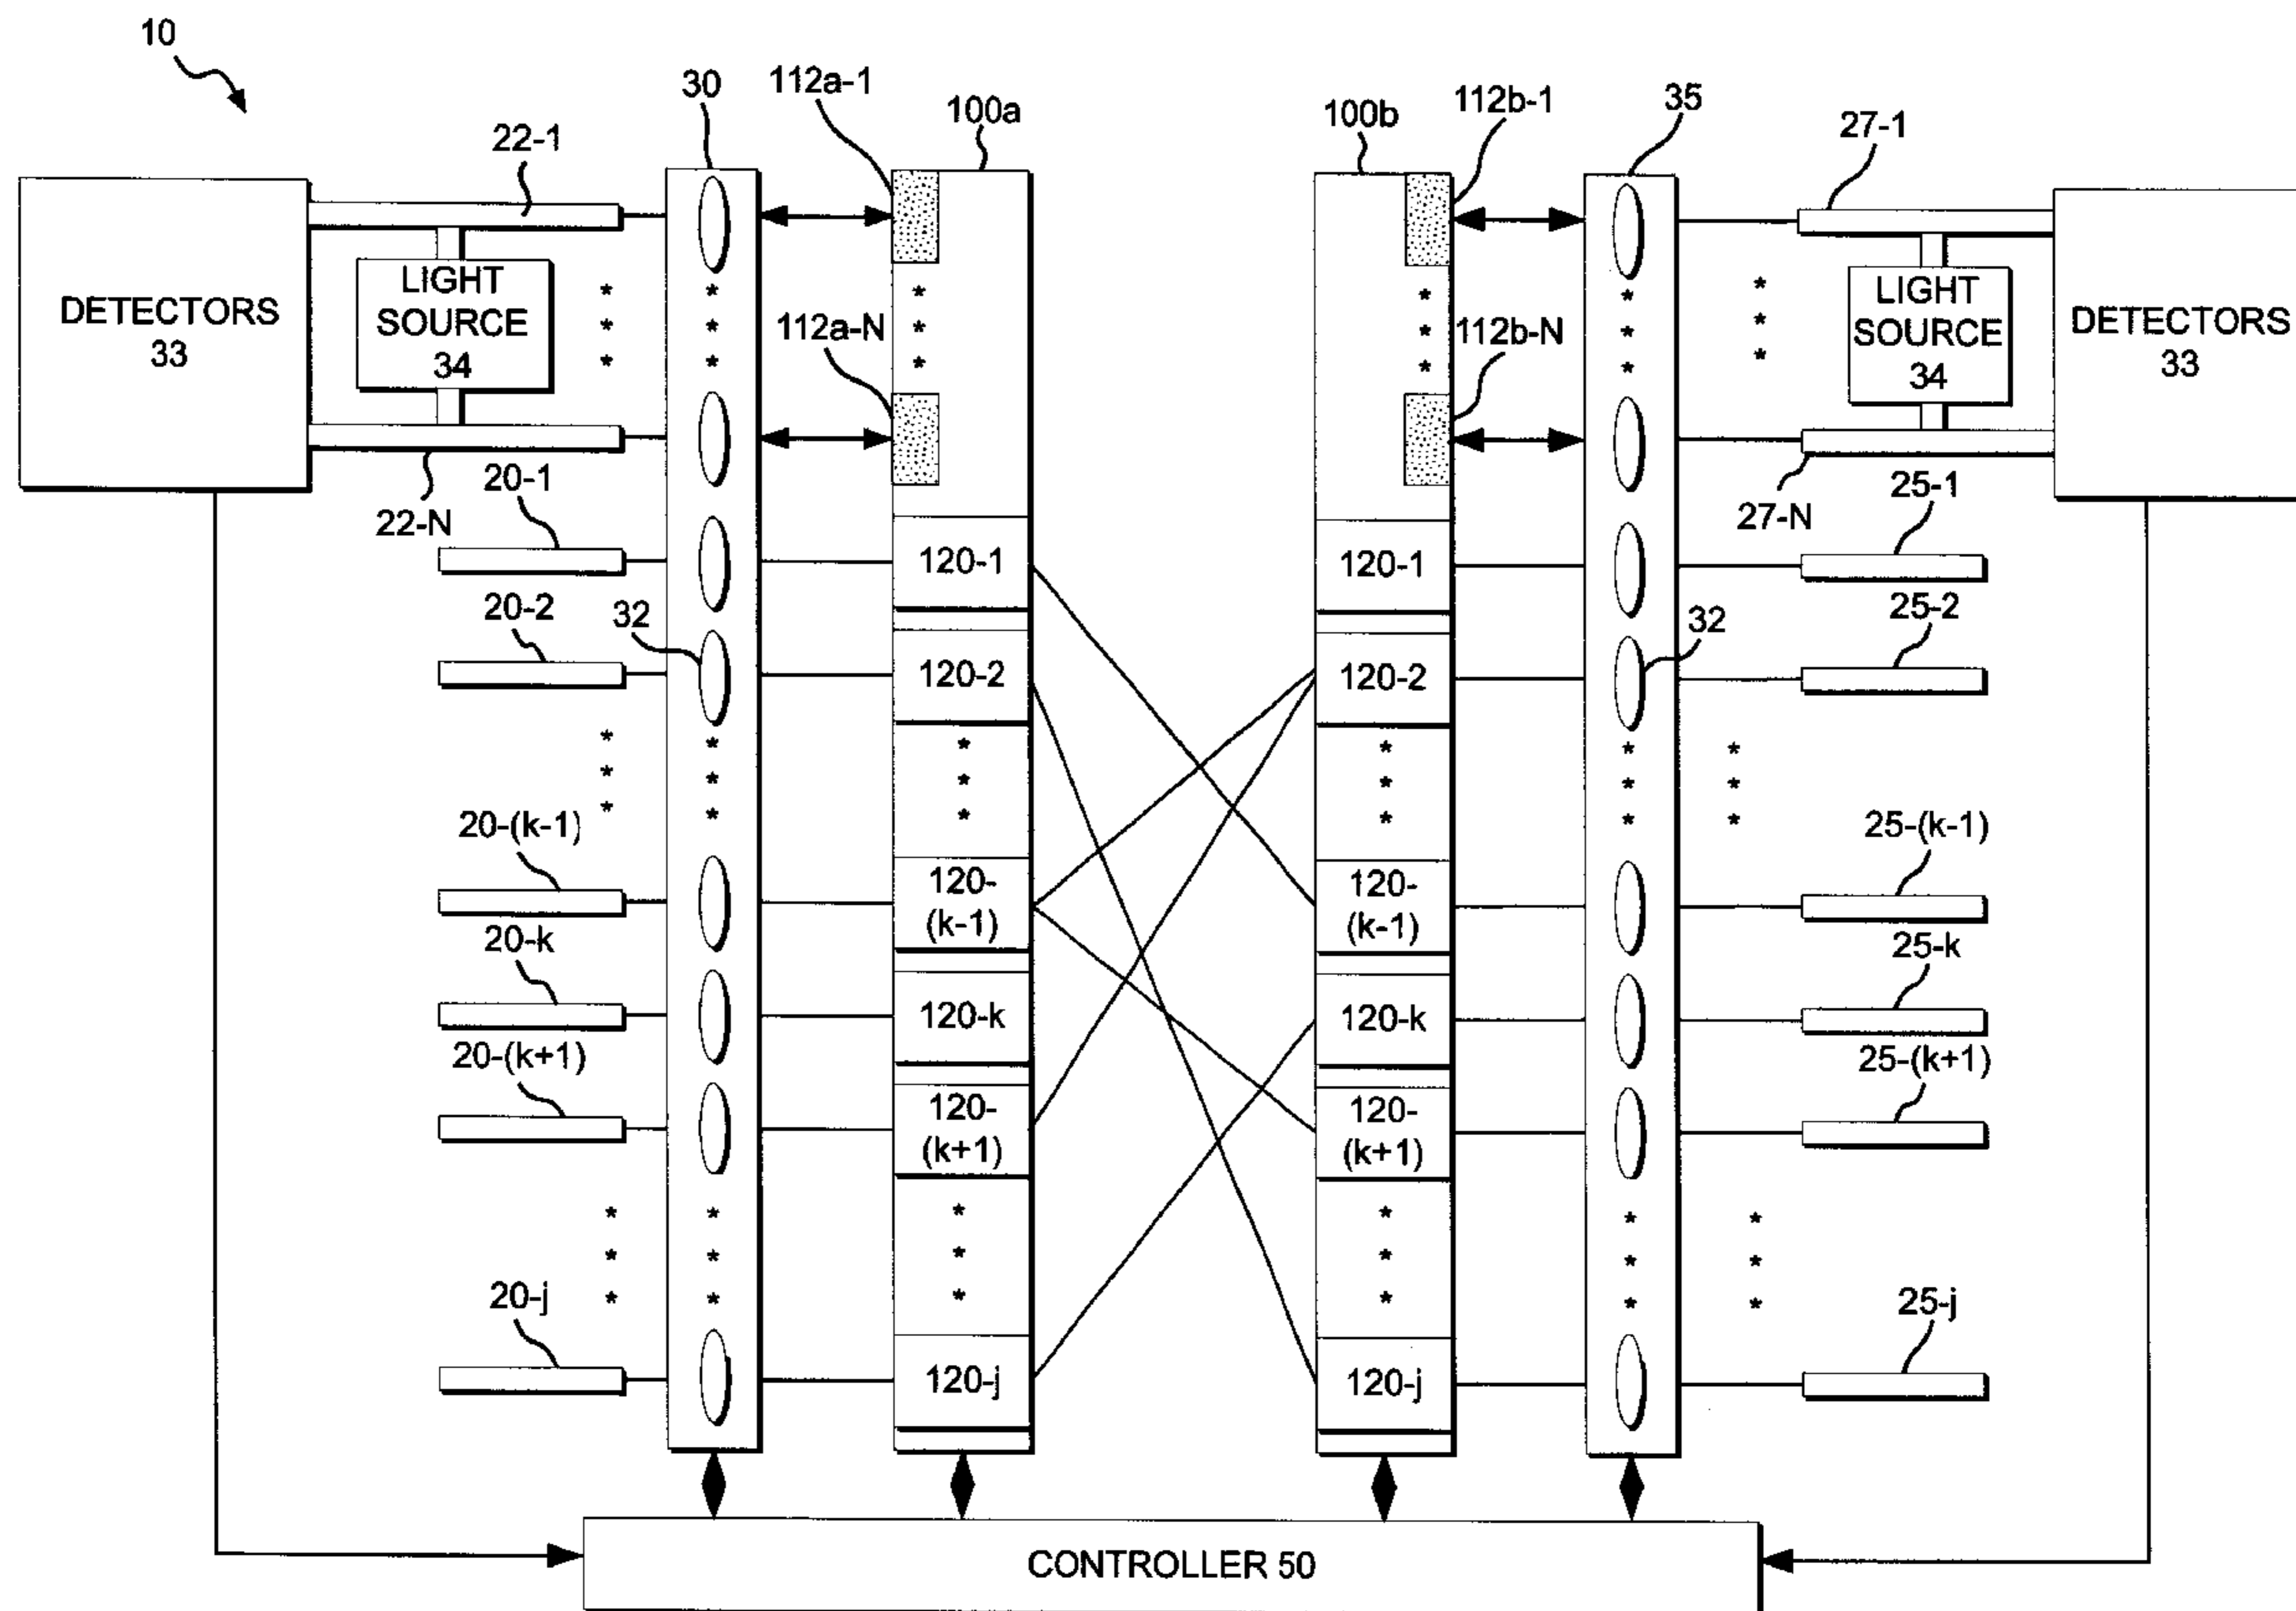 10
30
112a-1
100a
100b
112b-1
35
27-1
22-1
DETECTORS
33
LIGHT
SOURCE
34
* * *
* * *
* * *
112a-N
* * *
112b-N
* * *
* * *
LIGHT
SOURCE
34
DETECTORS
33
22-N
27-N
20-1
120-1
120-1
25-1
20-2
32
120-2
120-2
32
25-2
* * *
* * *
* * *
* * *
* * *
* * *
20-(k-1)
120-
(k-1)
120-
(k-1)
25-(k-1)
20-k
120-k
120-k
25-k
20-(k+1)
120-
(k+1)
120-
(k+1)
25-(k+1)
* * *
* * *
* * *
* * *
* * *
* * *
20-j
120-j
120-j
25-j
CONTROLLER 50